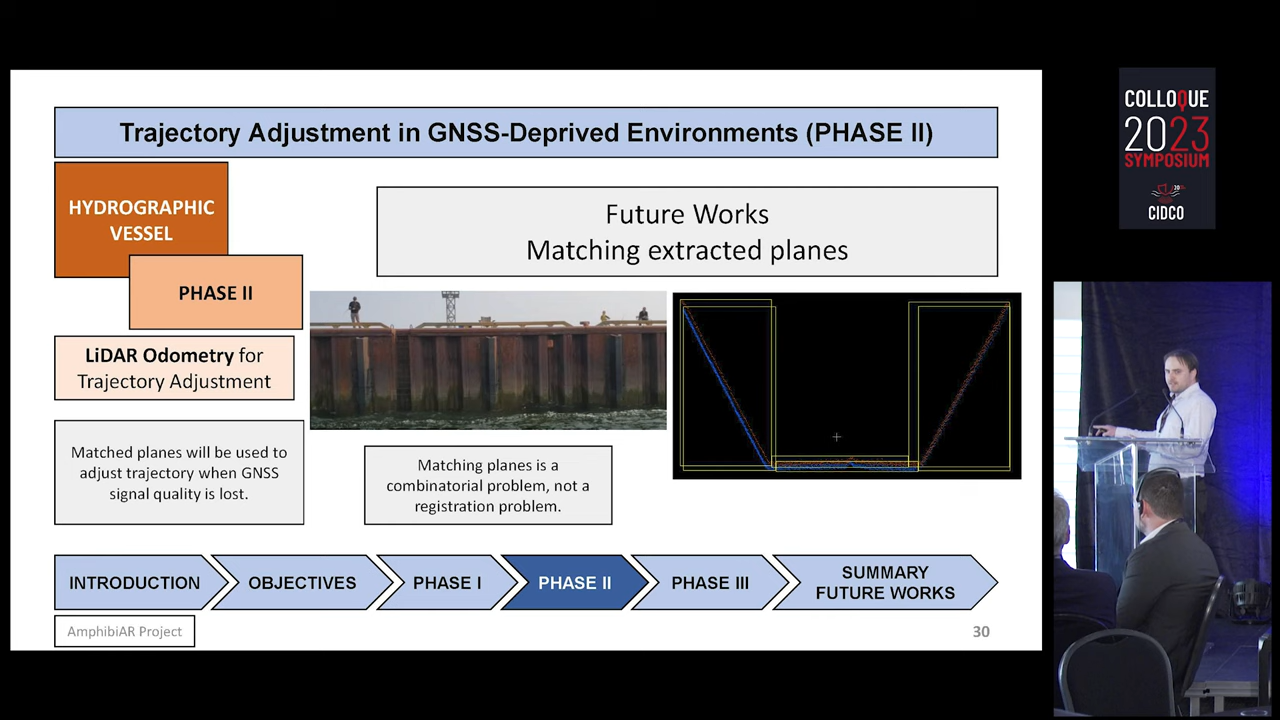 Trajectory Adjustment in GNSS-Deprived Environments (PHASE II)
HYDROGRAPHIC
VESSEL
PHASE II
LiDAR Odometry for
Trajectory Adjustment
Matched planes will be used to
adjust trajectory when GNSS
signal quality is lost.
Future Works
Matching extracted planes
Matching planes is a
combinatorial problem, not a
registration problem.
INTRODUCTION
OBJECTIVES
PHASE I
PHASE II
PHASE III
SUMMARY
FUTURE WORKS
AmphibiAR Project
30
COLLOQUE
2023
SYMPOSIUM
CIDCO